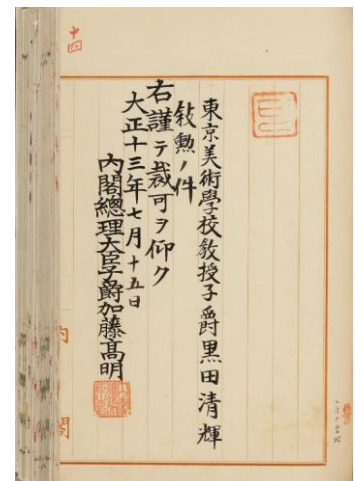 十四
東京美術學校教授子爵黒田清輝
敍勲ノ件
右謹テ裁可ヲ仰ク
大正十三年七月十五日
内閣總理大臣子爵加藤高明
内閣